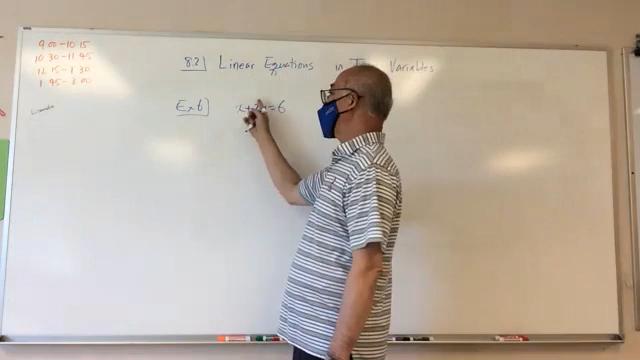 9 00-10 15
10 30-11 45
12 15-1 30
1 45-3 00
8.2 Linear Equations in Variables
Ex 6 x+ =6